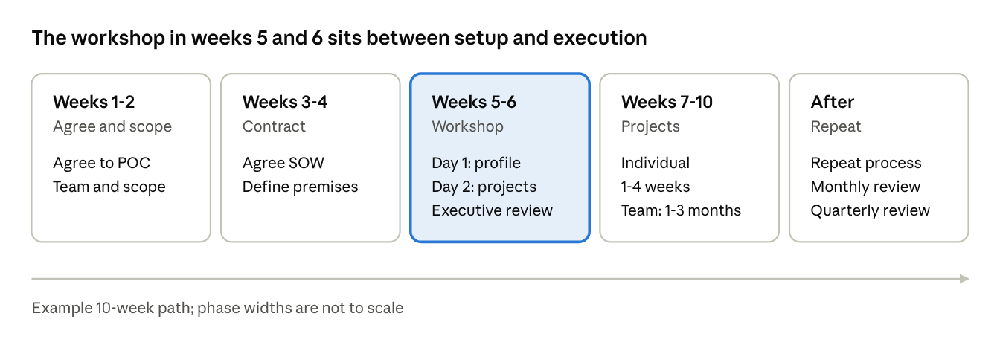 The workshop in weeks 5 and 6 sits between setup and execution
Weeks 1-2
Agree and scope
Agree to POC
Team and scope
Weeks 3-4
Contract
Agree SOW
Define premises
Weeks 5-6
Workshop
Day 1: profile
Day 2: projects
Executive review
Weeks 7-10
Projects
Individual
1-4 weeks
Team: 1-3 months
After
Repeat
Repeat process
Monthly review
Quarterly review
Example 10-week path; phase widths are not to scale